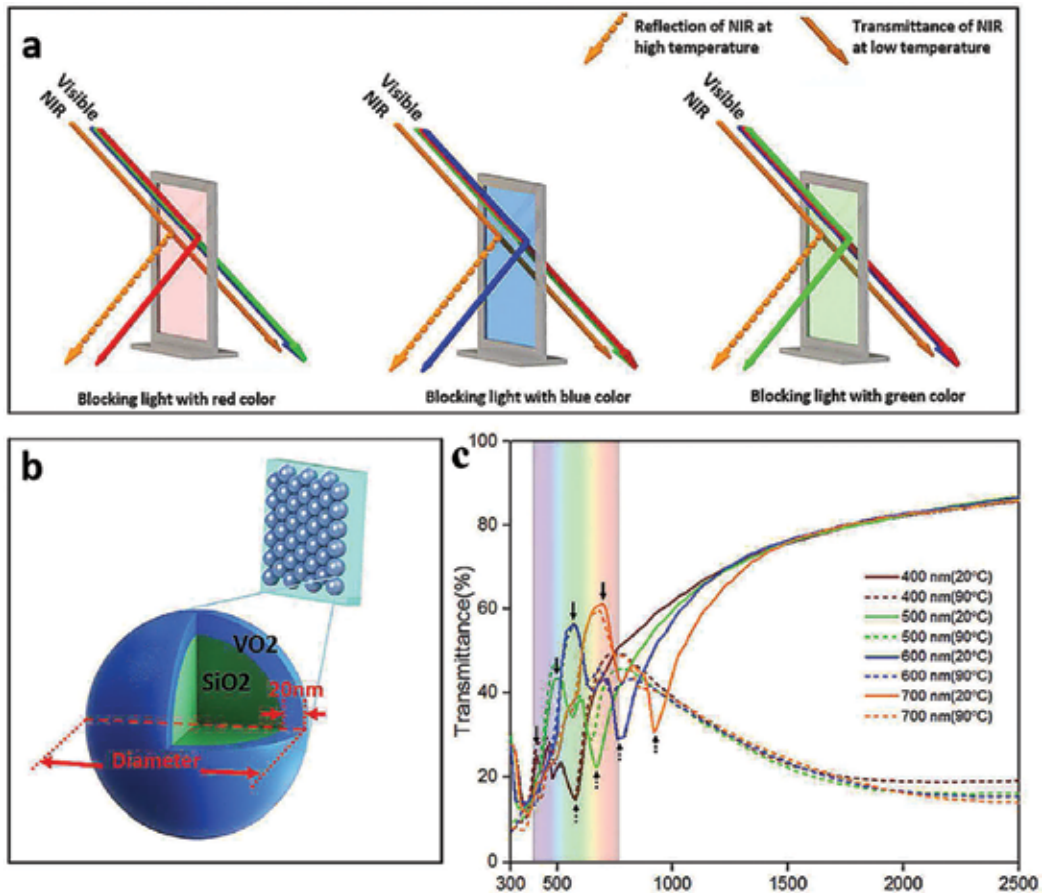 a
Reflection of NIR at
high temperature
Transmittance of NIR
at low temperature
Visible
NIR
Visible
NIR
Visible
NIR
Blocking light with red color
Blocking light with blue color
Blocking light with green color
b
VO2
SiO2
20nm
Diameter
c
Transmittance(%)
100
80
60
40
20
0
300
500
1000
1500
2000
2500
400 nm(20°C)
400 nm(90°C)
500 nm(20°C)
500 nm(90°C)
600 nm(20°C)
600 nm(90°C)
700 nm(20°C)
700 nm(90°C)